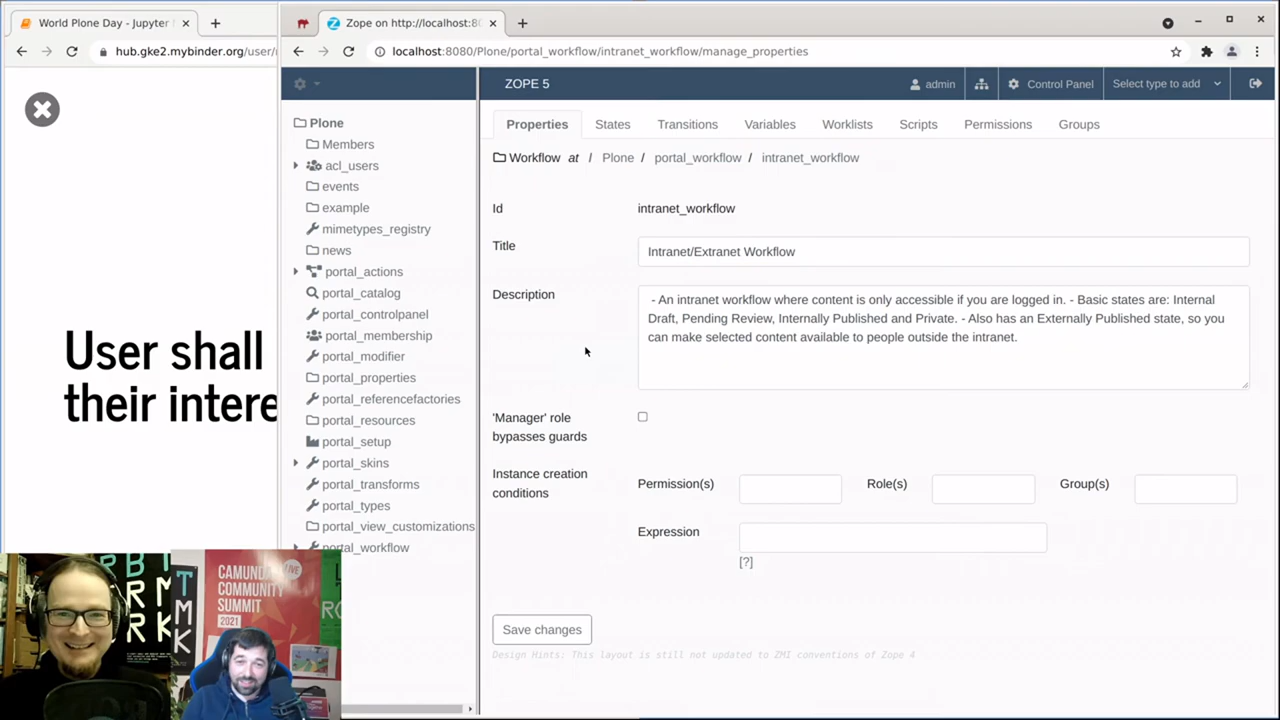 World Plone Day - Jupyter
Zope on http://localhost:80
hub.gke2.mybinder.org/user/
localhost:8080/Plone/portal_workflow/intranet_workflow/manage_properties
ZOPE 5
admin
Control Panel
Select type to add
Plone
Members
acl_users
events
example
mimetypes_registry
news
portal_actions
portal_catalog
portal_controlpanel
portal_membership
portal_modifier
portal_properties
portal_referencefactories
portal_resources
portal_setup
portal_skins
portal_transforms
portal_types
portal_view_customizations
portal_workflow
User shall
their intere
Properties States Transitions Variables Worklists Scripts Permissions Groups
Workflow at / Plone / portal_workflow / intranet_workflow
Id intranet_workflow
Title Intranet/Extranet Workflow
Description
- An intranet workflow where content is only accessible if you are logged in. - Basic states are: Internal
Draft, Pending Review, Internally Published and Private. - Also has an Externally Published state, so you
can make selected content available to people outside the intranet.
'Manager' role
bypasses guards
Instance creation
conditions
Permission(s) Role(s) Group(s)
Expression
[?]
Save changes
Design Hints: This layout is still not updated to ZMI conventions of Zope 4
CAMUNDA
COMMUNITY
SUMMIT
2021
LIVE
TMK